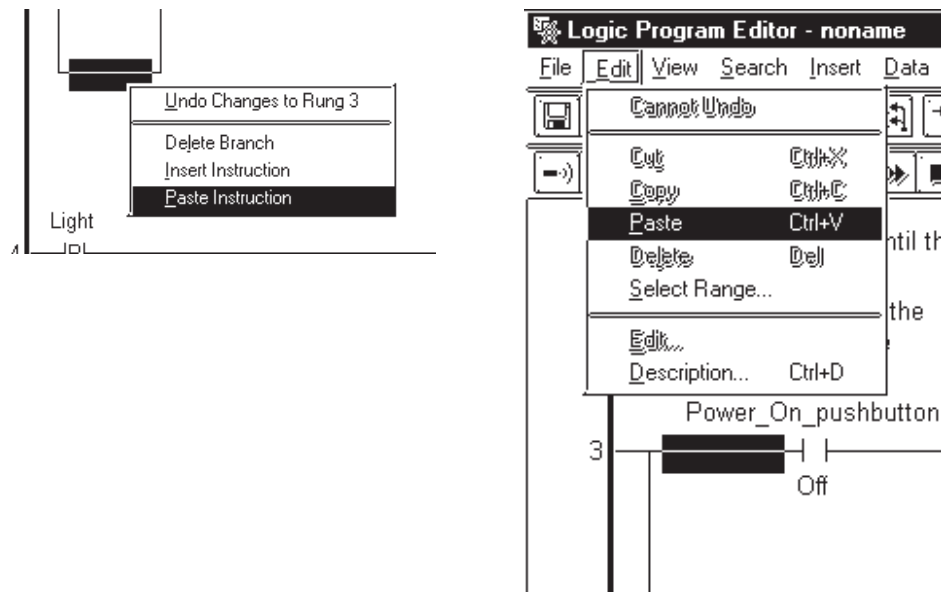 Undo Changes to Rung 3
Delete Branch
Insert Instruction
Paste Instruction
Light
4
P
Logic Program Editor - noname
File Edit View Search Insert Data
Cannot Undo
Cut Ctrl+X
Copy Ctrl+C
Paste Ctrl+V
Delete Del
Select Range...
Edit...
Description... Ctrl+D
the
Power_On_pushbutton
3
Off